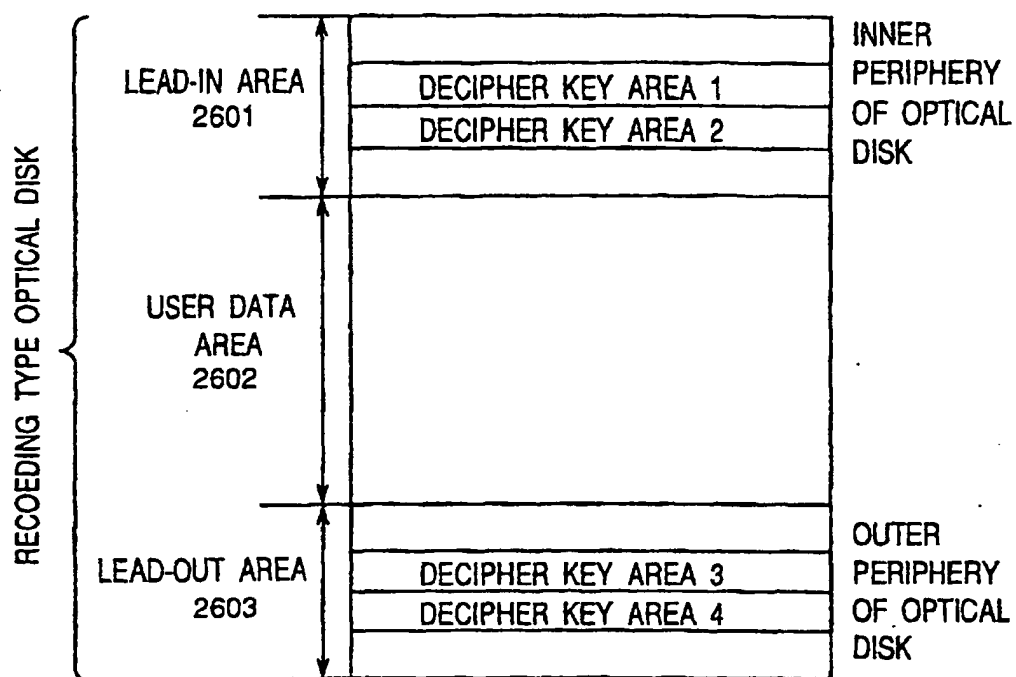 RECOEDING TYPE OPTICAL DISK
LEAD-IN AREA
2601
DECIPHER KEY AREA 1
DECIPHER KEY AREA 2
INNER
PERIPHERY
OF OPTICAL
DISK
USER DATA
AREA
2602
LEAD-OUT AREA
2603
DECIPHER KEY AREA 3
DECIPHER KEY AREA 4
OUTER
PERIPHERY
OF OPTICAL
DISK